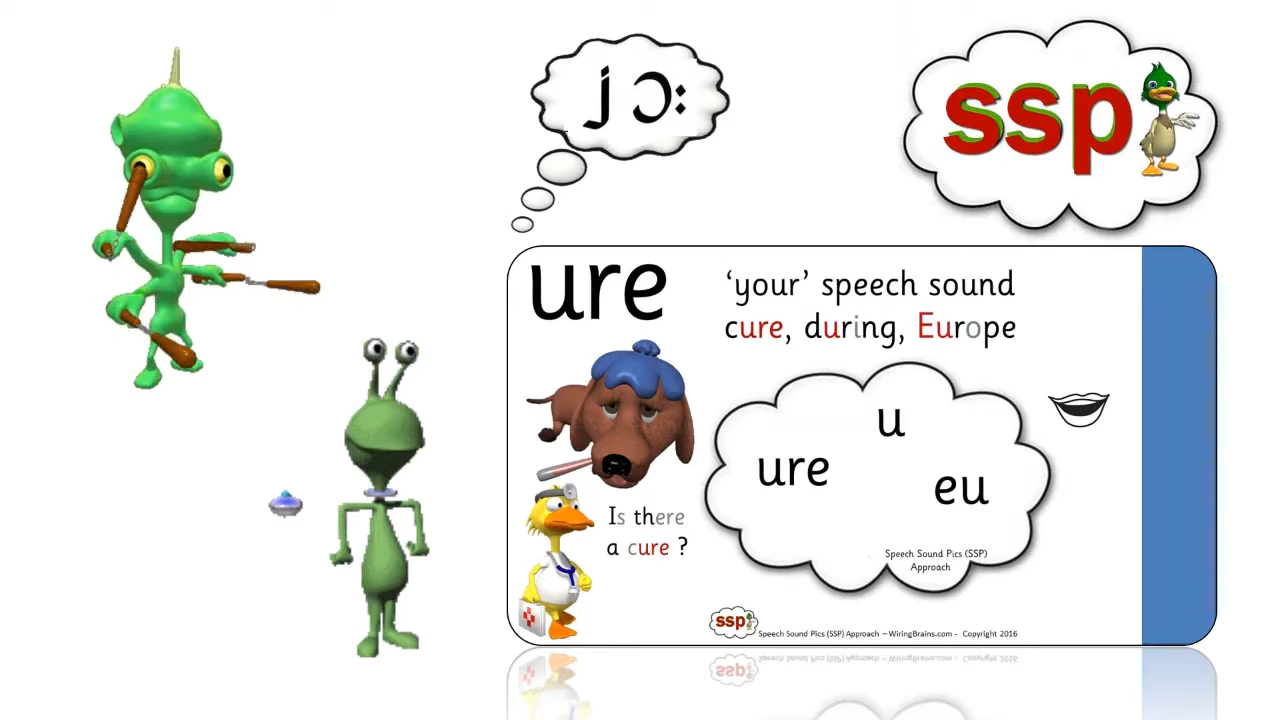 j ɔː
ssp
ure
‘your’ speech sound
cure, during, Europe
u
ure
eu
Is there
a cure ?
Speech Sound Pics (SSP)
Approach
ssp
Speech Sound Pics (SSP) Approach – WiringBrains.com - Copyright 2016